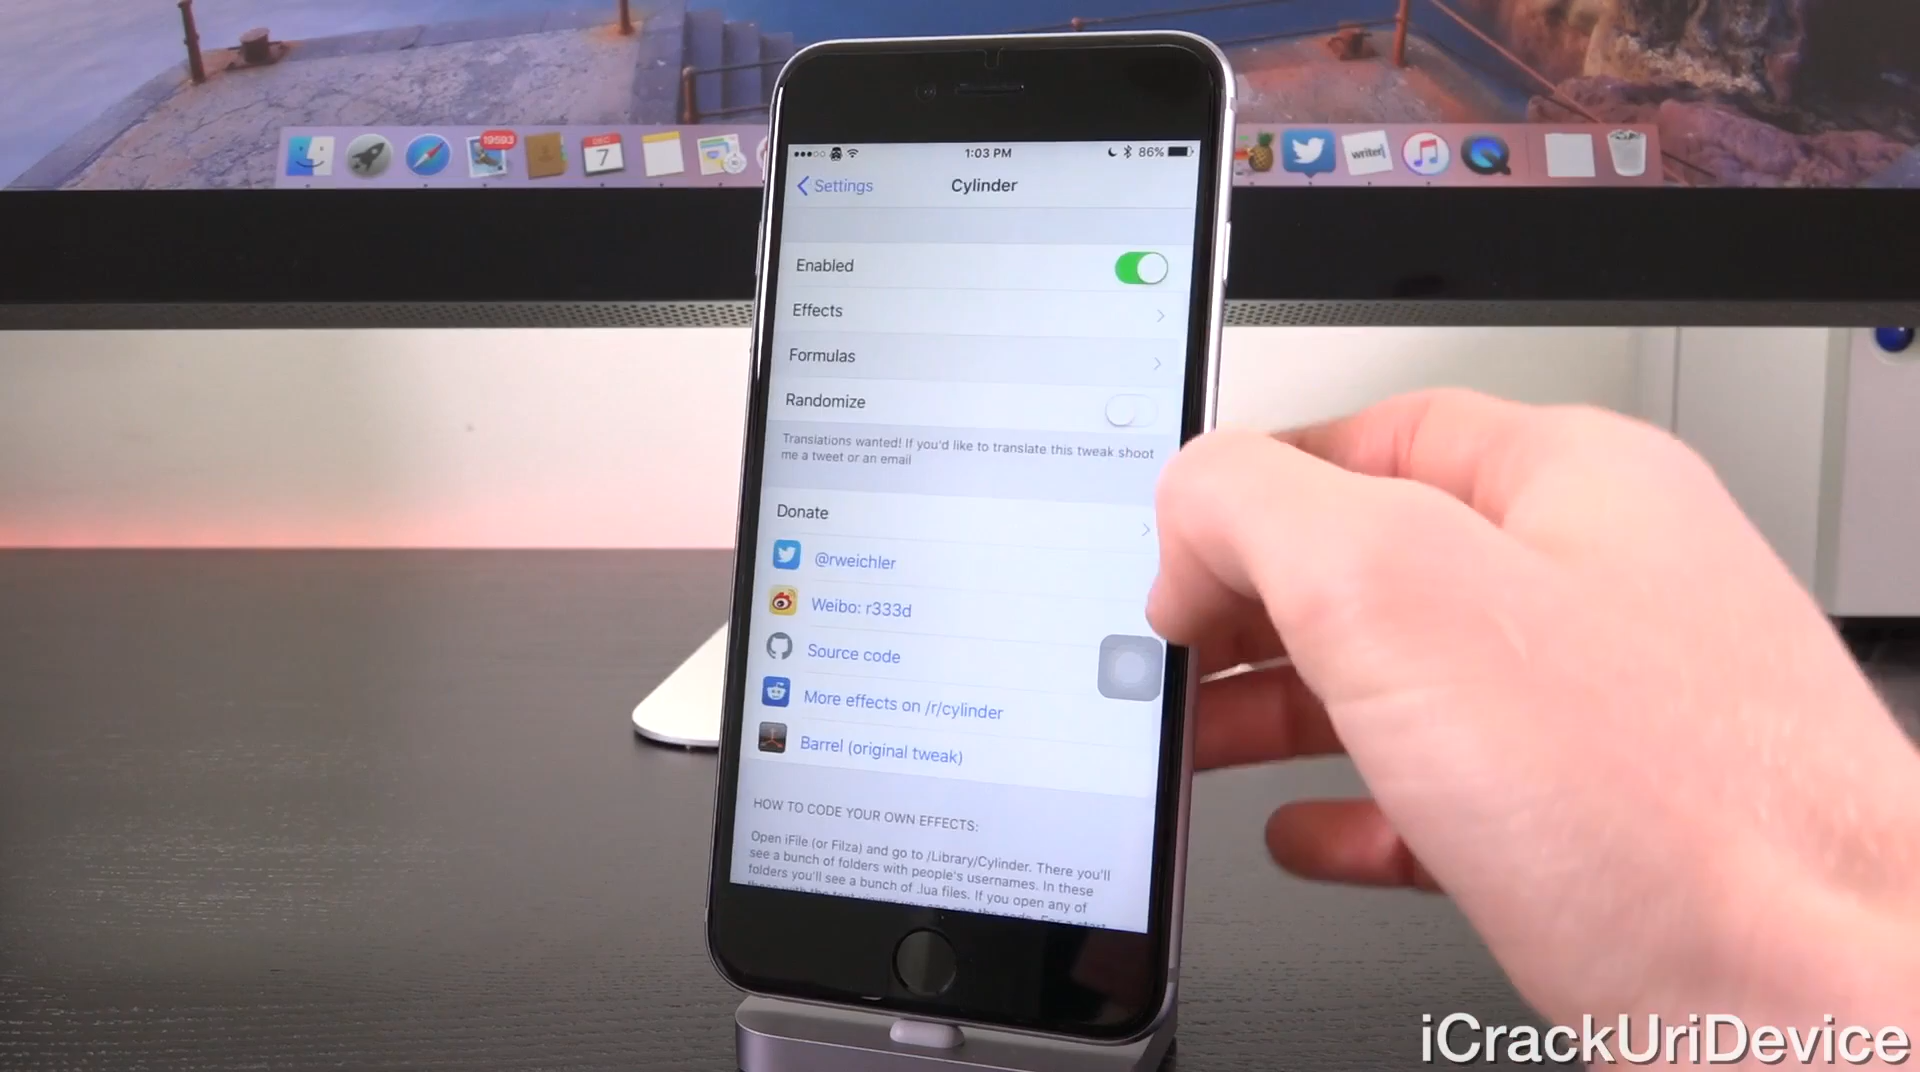 19593
DEC
7
writer
1:03 PM
86%
Settings
Cylinder
Enabled
Effects
Formulas
Randomize
Translations wanted! If you'd like to translate this tweak shoot
me a tweet or an email
Donate
@rweichler
Weibo: r333d
Source code
More effects on /r/cylinder
Barrel (original tweak)
HOW TO CODE YOUR OWN EFFECTS:
Open iFile (or Filza) and go to /Library/Cylinder. There you'll
see a bunch of folders with people's usernames. In these
folders you'll see a bunch of .lua files. If you open any of
iCrackUriDevice